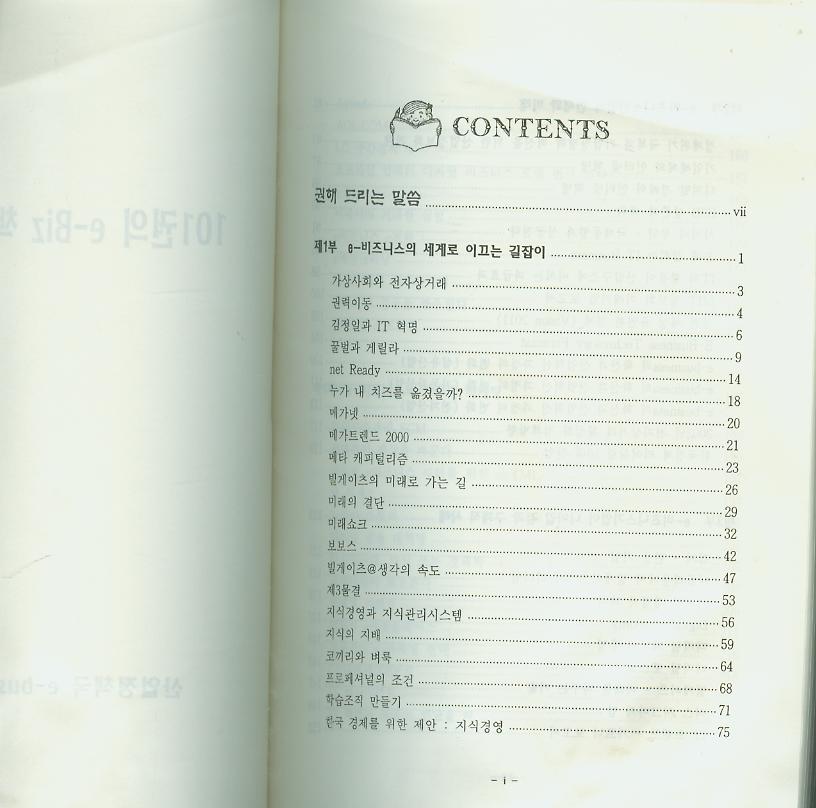 CONTENTS
권해 드리는 말씀 vii
제1부 e-비즈니스의 세계로 이끄는 길잡이 1
가상사회와 전자상거래 3
권력이동 4
김정일과 IT 혁명 6
꿀벌과 게릴라 9
net Ready 14
누가 내 치즈를 옮겼을까? 18
메가넷 20
메가트렌드 2000 21
메타 캐피털리즘 23
빌게이츠의 미래로 가는 길 26
미래의 결단 29
미래쇼크 32
보보스 42
빌게이츠@생각의 속도 47
제3물결 53
지식경영과 지식관리시스템 56
지식의 지배 59
코끼리와 벼룩 64
프로페셔널의 조건 68
학습조직 만들기 71
한국 경제를 위한 제안 : 지식경영 75
- i -